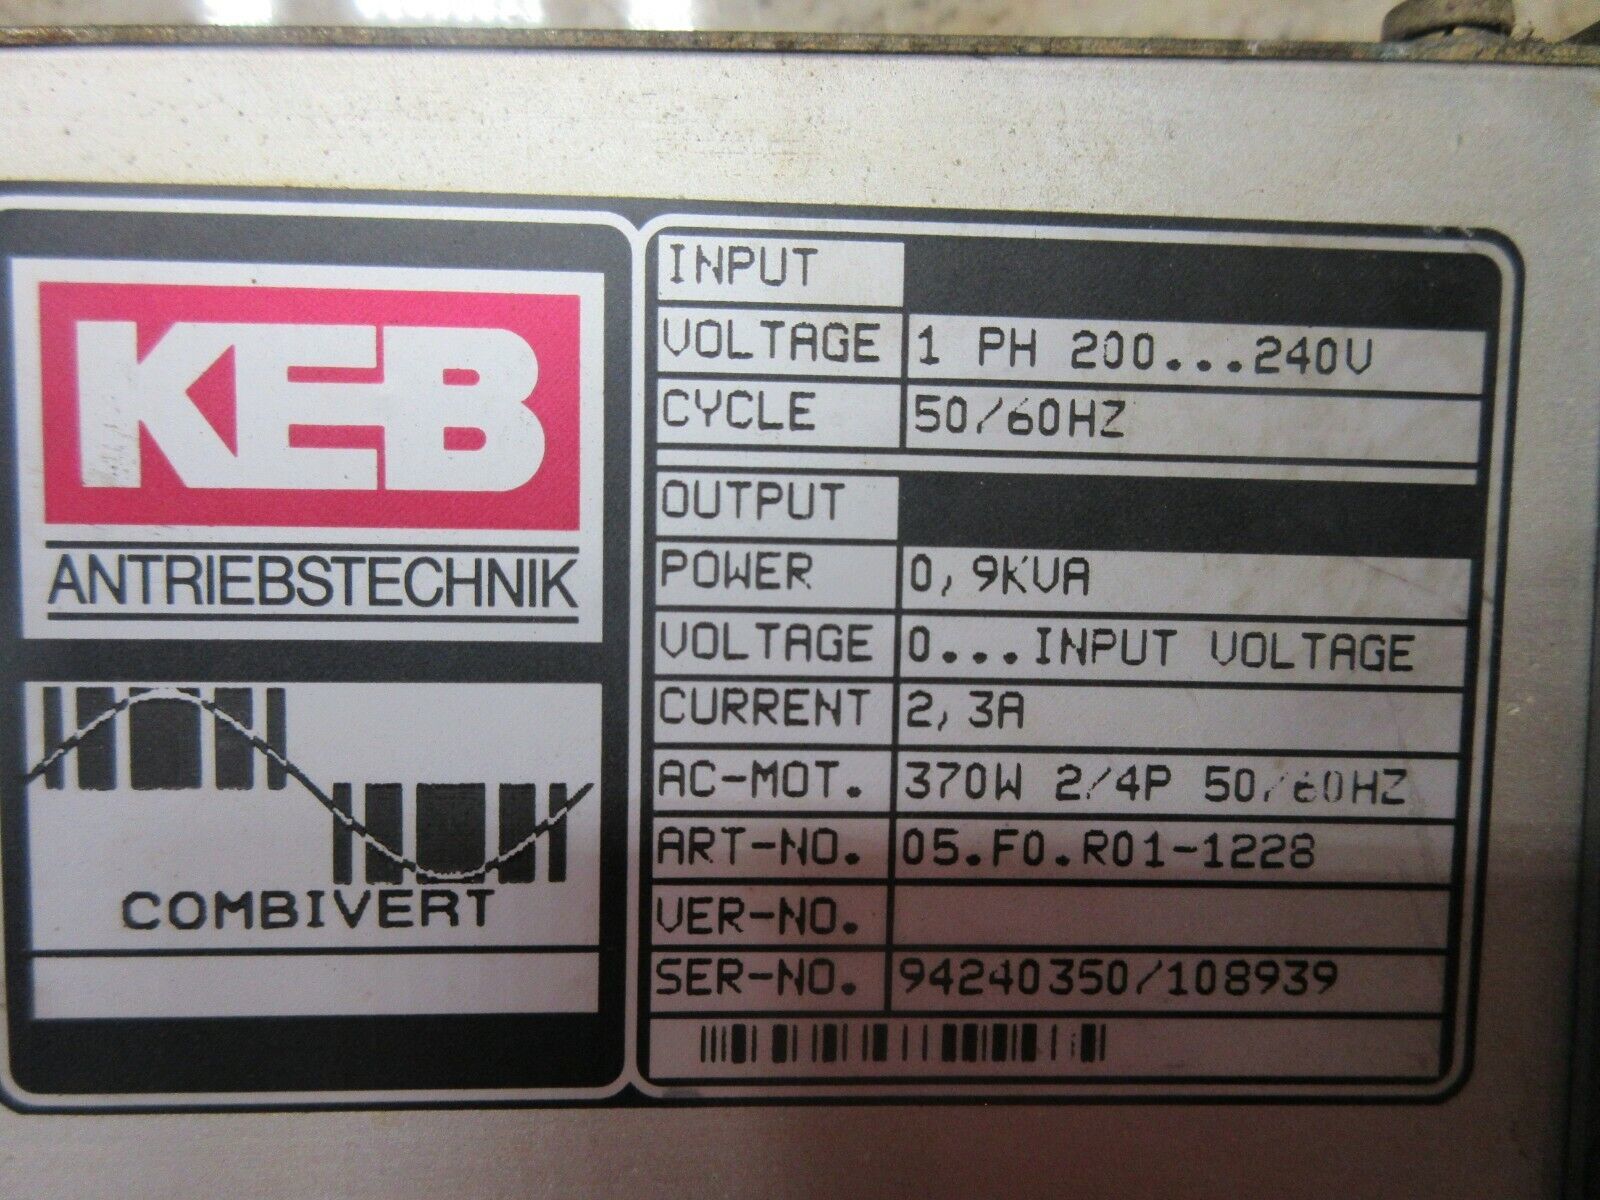 KEB
ANTRIEBSTECHNIK
COMBIVERT
INPUT
VOLTAGE 1 PH 200...240V
CYCLE 50/60HZ
OUTPUT
POWER 0,9KVA
VOLTAGE 0...INPUT VOLTAGE
CURRENT 2,3A
AC-MOT. 370W 2/4P 50/60HZ
ART-NO. 05.F0.R01-1228
VER-NO.
SER-NO. 94240350/108939